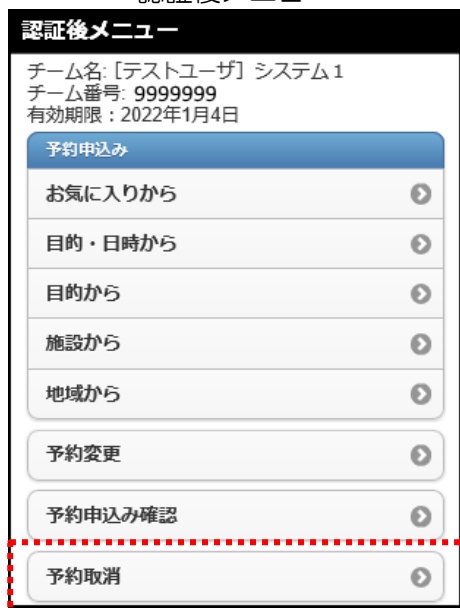 認証後メニュー
チーム名:［テストユーザ］システム1
チーム番号: 9999999
有効期限：2022年1月4日
予約申込み
お気に入りから
目的・日時から
目的から
施設から
地域から
予約変更
予約申込み確認
予約取消